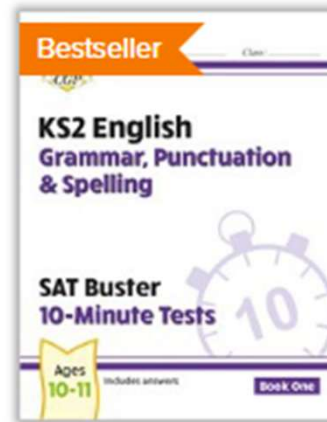 Bestseller
Class:
CGP
KS2 English
Grammar, Punctuation
& Spelling
SAT Buster
10-Minute Tests
10
Ages
10-11
Includes answers
Book One